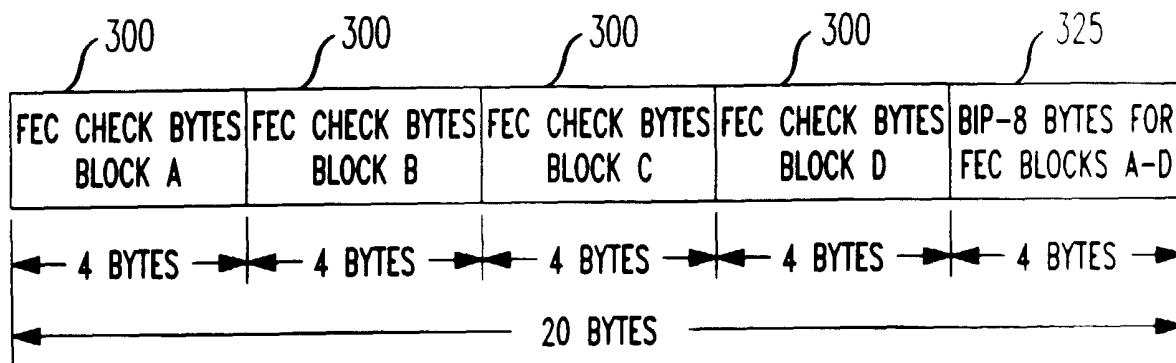 300 300 300 300 325
FEC CHECK BYTES BLOCK A
FEC CHECK BYTES BLOCK B
FEC CHECK BYTES BLOCK C
FEC CHECK BYTES BLOCK D
BIP-8 BYTES FOR FEC BLOCKS A-D
4 BYTES 4 BYTES 4 BYTES 4 BYTES 4 BYTES
20 BYTES